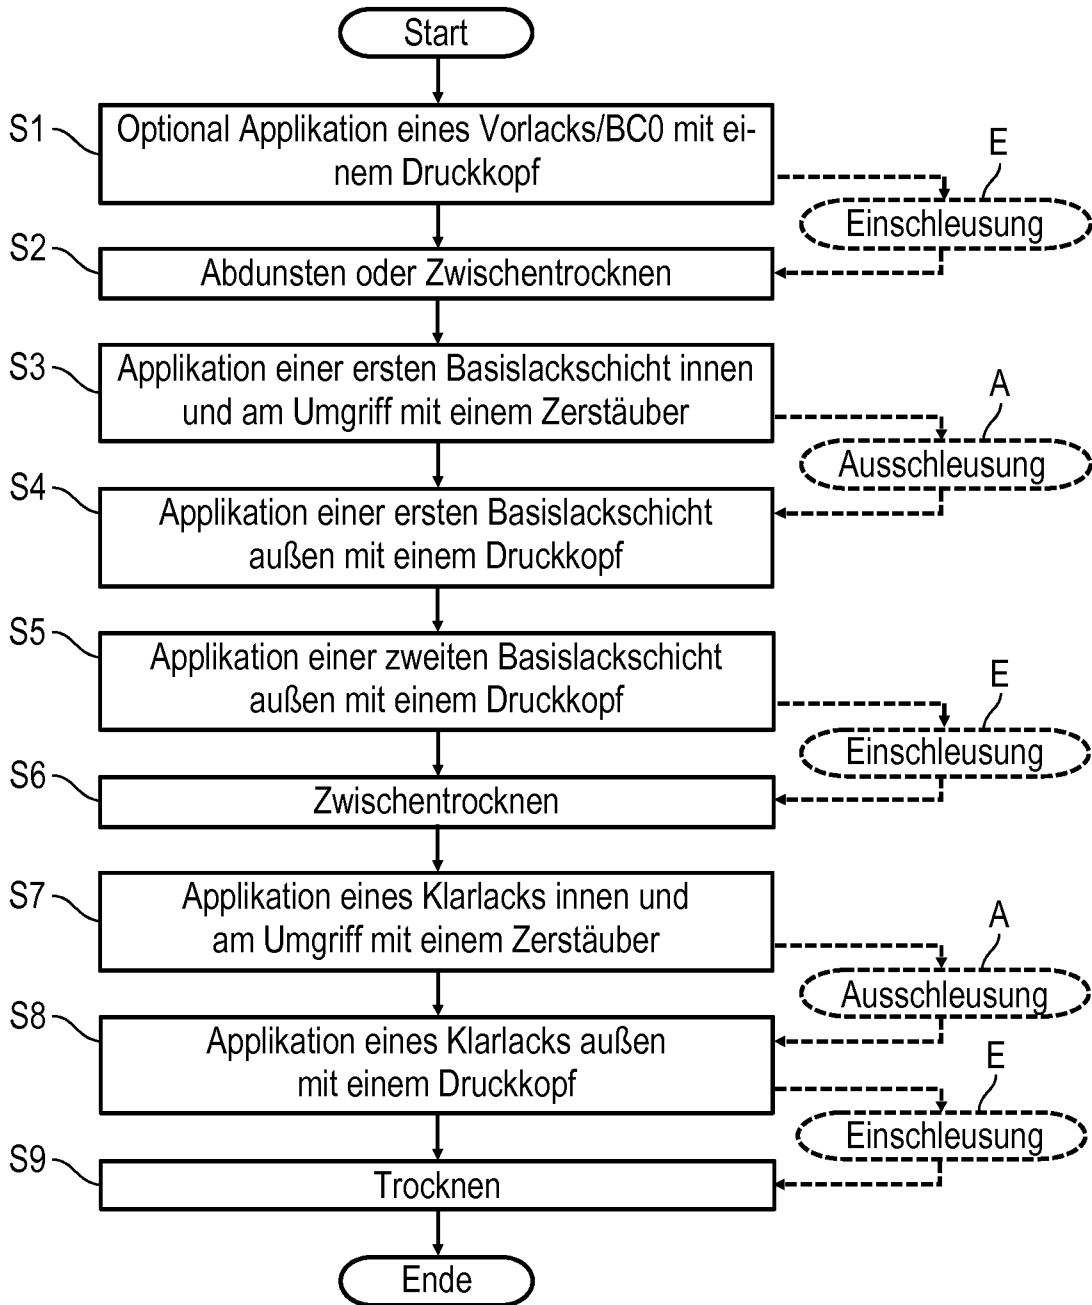 Start
S1
Optional Applikation eines Vorlacks/BC0 mit ei-
nem Druckkopf
E
Einschleusung
S2
Abdunsten oder Zwischentrocknen
S3
Applikation einer ersten Basislackschicht innen
und am Umgriff mit einem Zerstäuber
A
Ausschleusung
S4
Applikation einer ersten Basislackschicht
außen mit einem Druckkopf
S5
Applikation einer zweiten Basislackschicht
außen mit einem Druckkopf
E
Einschleusung
S6
Zwischentrocknen
S7
Applikation eines Klarlacks innen und
am Umgriff mit einem Zerstäuber
A
Ausschleusung
S8
Applikation eines Klarlacks außen
mit einem Druckkopf
E
Einschleusung
S9
Trocknen
Ende